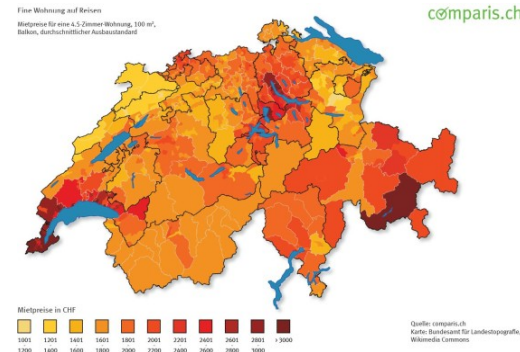 Eine Wohnung auf Reisen
comparis.ch
Mietpreise für eine 4.5-Zimmer-Wohnung, 100 m²,
Balkon, durchschnittlicher Ausbaustandard
Mietpreise in CHF
1001 1201 1401 1601 1801 2001 2201 2401 2601 2801 > 3000
1200 1400 1600 1800 2000 2200 2400 2600 2800 3000
Quelle: comparis.ch
Karte: Bundesamt für Landestopografie,
Wikimedia Commons